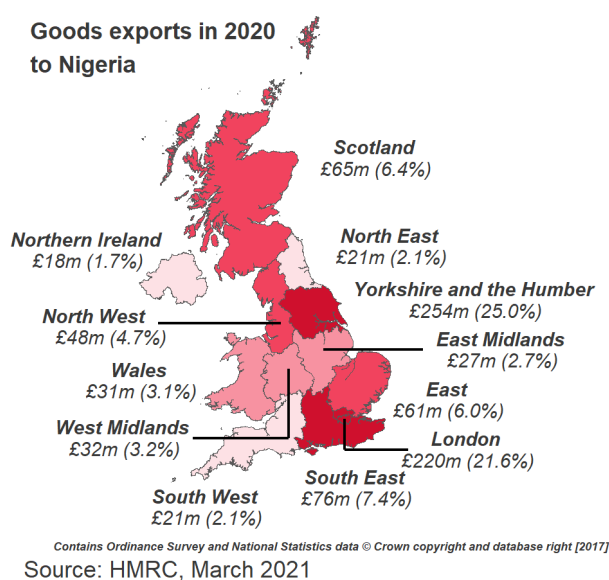 Goods exports in 2020
to Nigeria
Scotland
£65m (6.4%)
Northern Ireland
£18m (1.7%)
North East
£21m (2.1%)
Yorkshire and the Humber
£254m (25.0%)
North West
£48m (4.7%)
East Midlands
£27m (2.7%)
Wales
£31m (3.1%)
East
£61m (6.0%)
West Midlands
£32m (3.2%)
London
£220m (21.6%)
South East
£76m (7.4%)
South West
£21m (2.1%)
Contains Ordinance Survey and National Statistics data © Crown copyright and database right [2017]
Source: HMRC, March 2021